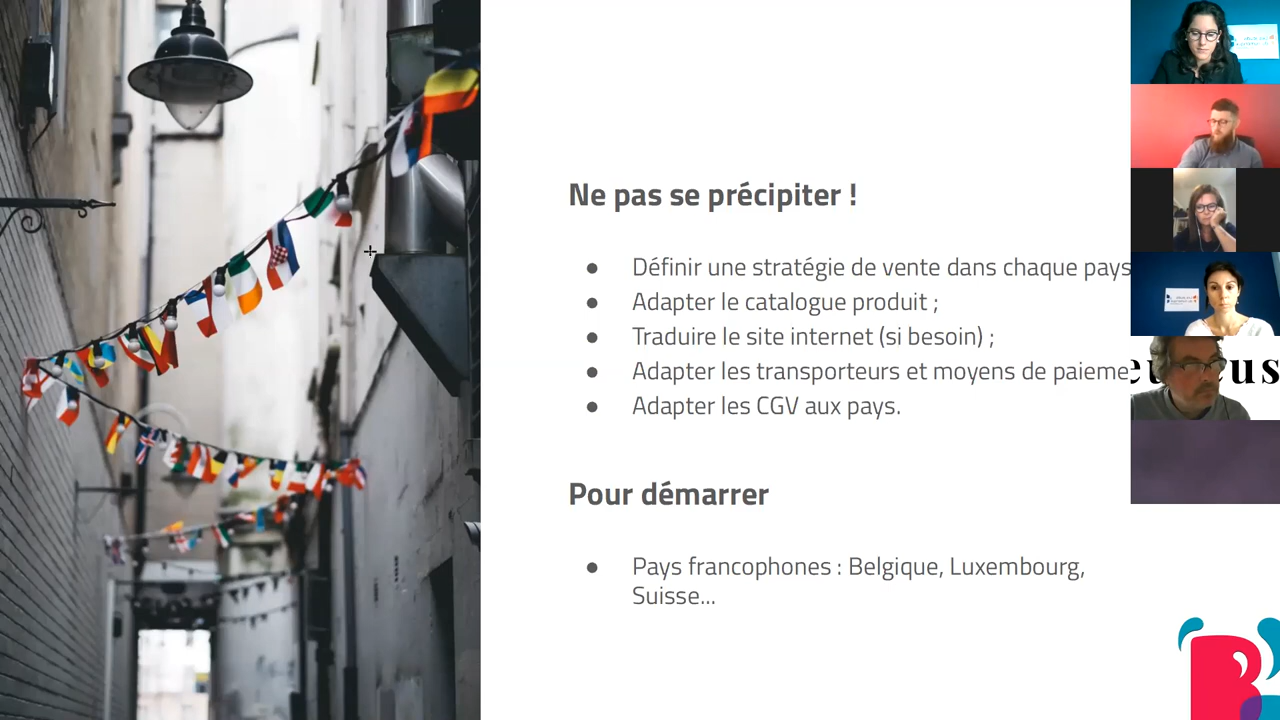 Ne pas se précipiter !
● Définir une stratégie de vente dans chaque pays
● Adapter le catalogue produit ;
● Traduire le site internet (si besoin) ;
● Adapter les transporteurs et moyens de paieme
● Adapter les CGV aux pays.
Pour démarrer
● Pays francophones : Belgique, Luxembourg,
Suisse...